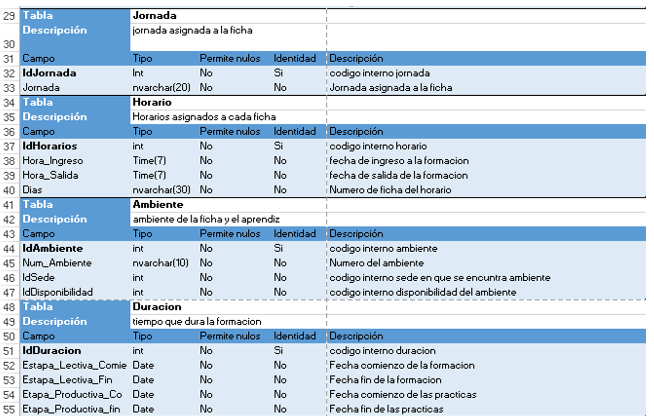 29 Tabla Jornada
Descripción jornada asignada a la ficha
30
31 Campo Tipo Permite nulos Identidad Descripción
32 IdJornada Int No Si codigo interno jornada
33 Jornada nvarchar(20) No No Jornada asignada a la ficha
34 Tabla Horario
35 Descripción Horarios asignados a cada ficha
36 Campo Tipo Permite nulos Identidad Descripción
37 IdHorarios int No Si codigo interno horario
38 Hora_Ingreso Time(7) No No fecha de ingreso a la formacion
39 Hora_Salida Time(7) No No fecha de salida de la formacion
40 Dias nvarchar(30) No No Numero de ficha del horario
41 Tabla Ambiente
42 Descripción ambiente de la ficha y el aprendiz
43 Campo Tipo Permite nulos Identidad Descripción
44 IdAmbiente int No Si codigo interno ambiente
45 Num_Ambiente nvarchar(10) No No Numero del ambiente
46 IdSede int No No codigo interno sede en que se encuntra ambiente
47 IdDisponibilidad int No No codigo interno disponibilidad del ambiente
48 Tabla Duracion
49 Descripción tiempo que dura la formacion
50 Campo Tipo Permite nulos Identidad Descripción
51 IdDuracion int No Si codigo interno duracion
52 Estapa_Lectiva_Comie Date No No Fecha comienzo de la formacion
53 Estapa_Lectiva_Fin Date No No Fecha fin de la formacion
54 Etapa_Productiva_Co Date No No Fecha comienzo de las practicas
55 Etapa_Productiva_fin Date No No Fecha fin de las practicas